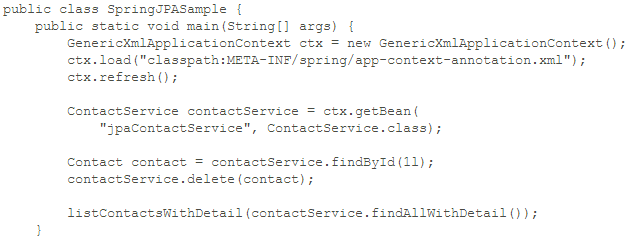 public class SpringJPASample {
    public static void main(String[] args) {
        GenericXmlApplicationContext ctx = new GenericXmlApplicationContext();
        ctx.load("classpath:META-INF/spring/app-context-annotation.xml");
        ctx.refresh();

        ContactService contactService = ctx.getBean(
            "jpaContactService", ContactService.class);

        Contact contact = contactService.findById(1l);
        contactService.delete(contact);

        listContactsWithDetail(contactService.findAllWithDetail());
    }